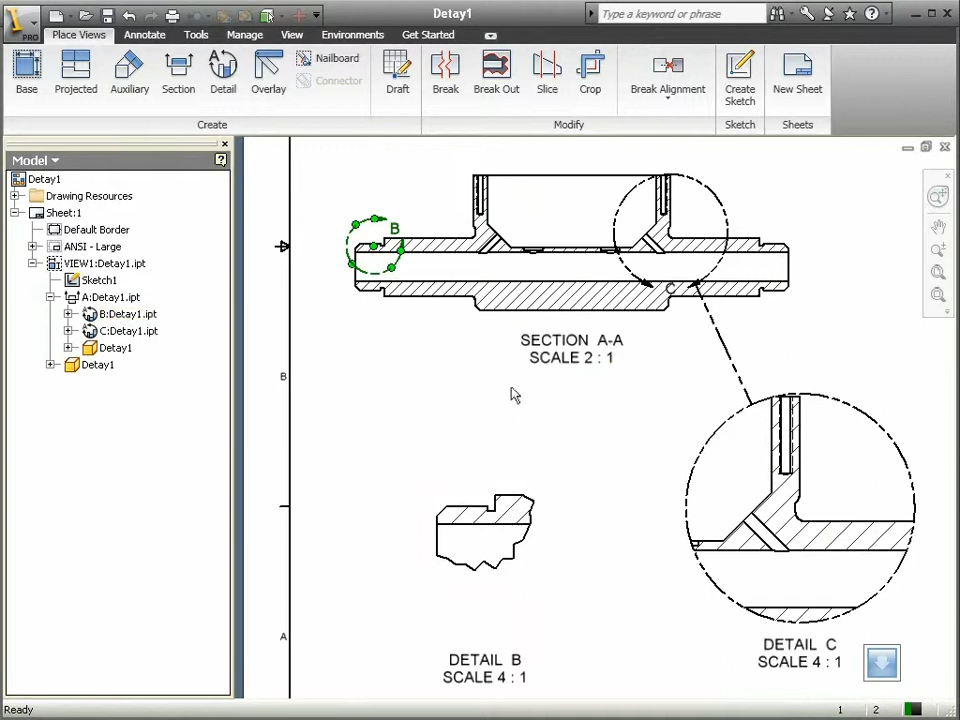 Detay1
Type a keyword or phrase
PRO
Place Views
Annotate
Tools
Manage
View
Environments
Get Started
Base
Projected
Auxiliary
Section
Detail
Overlay
Nailboard
Connector
Draft
Break
Break Out
Slice
Crop
Break Alignment
Create
Sketch
New Sheet
Create
Modify
Sketch
Sheets
Model
Detay1
Drawing Resources
Sheet:1
Default Border
ANSI - Large
VIEW1:Detay1.ipt
Sketch1
A:Detay1.ipt
B:Detay1.ipt
C:Detay1.ipt
Detay1
Detay1
B
C
SECTION A-A
SCALE 2 : 1
B
A
DETAIL B
SCALE 4 : 1
DETAIL C
SCALE 4 : 1
Ready
1
2